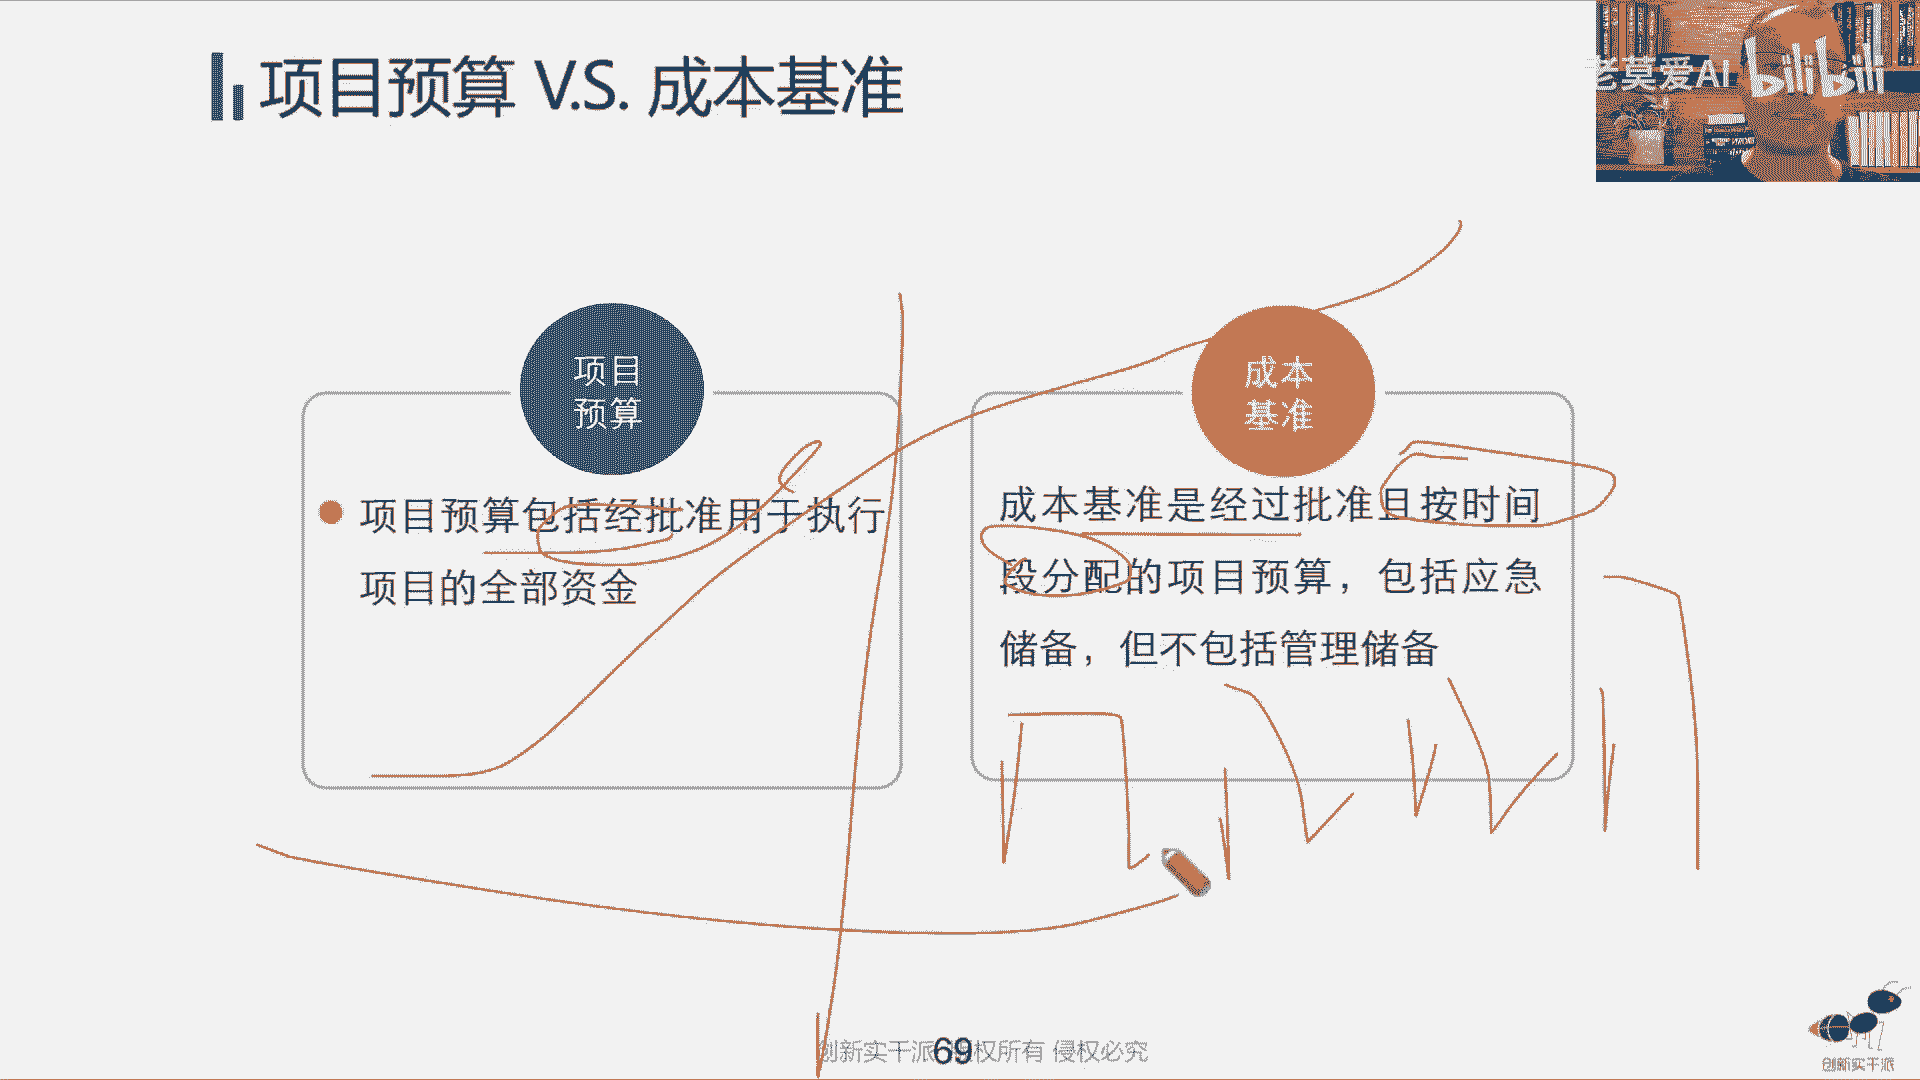 项目预算 V.S. 成本基准
老莫爱AI
bilibili
项目
预算
项目预算包括经批准用于执行
项目的全部资金
成本
基准
成本基准是经过批准且按时间
段分配的项目预算，包括应急
储备，但不包括管理储备
创新实干派 69 版权所有 侵权必究
创新实干派